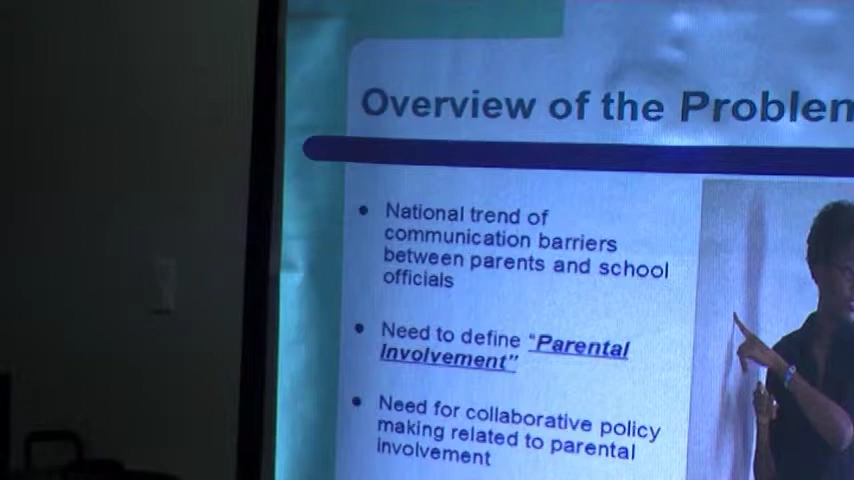 Overview of the Problem
National trend of
communication barriers
between parents and school
officials
Need to define "Parental
Involvement"
Need for collaborative policy
making related to parental
involvement